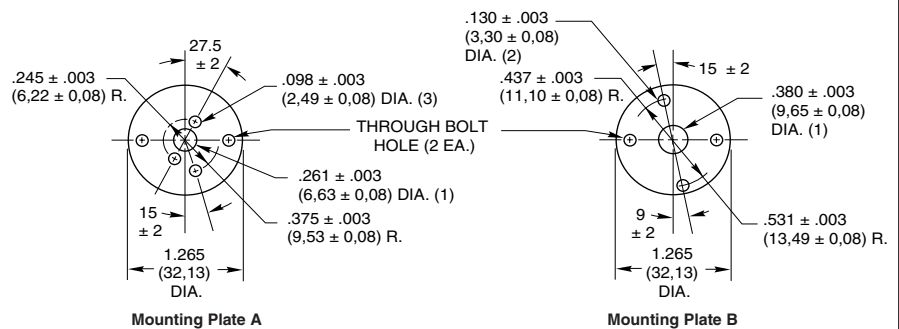 27.5
± 2
.245 ± .003
(6,22 ± 0,08) R.
.098 ± .003
(2,49 ± 0,08) DIA. (3)
THROUGH BOLT
HOLE (2 EA.)
.261 ± .003
(6,63 ± 0,08) DIA. (1)
.375 ± .003
(9,53 ± 0,08) R.
15
± 2
1.265
(32,13)
DIA.
Mounting Plate A
.130 ± .003
(3,30 ± 0,08)
DIA. (2)
15 ± 2
.437 ± .003
(11,10 ± 0,08) R.
.380 ± .003
(9,65 ± 0,08)
DIA. (1)
9
± 2
.531 ± .003
(13,49 ± 0,08) R.
1.265
(32,13)
DIA.
Mounting Plate B